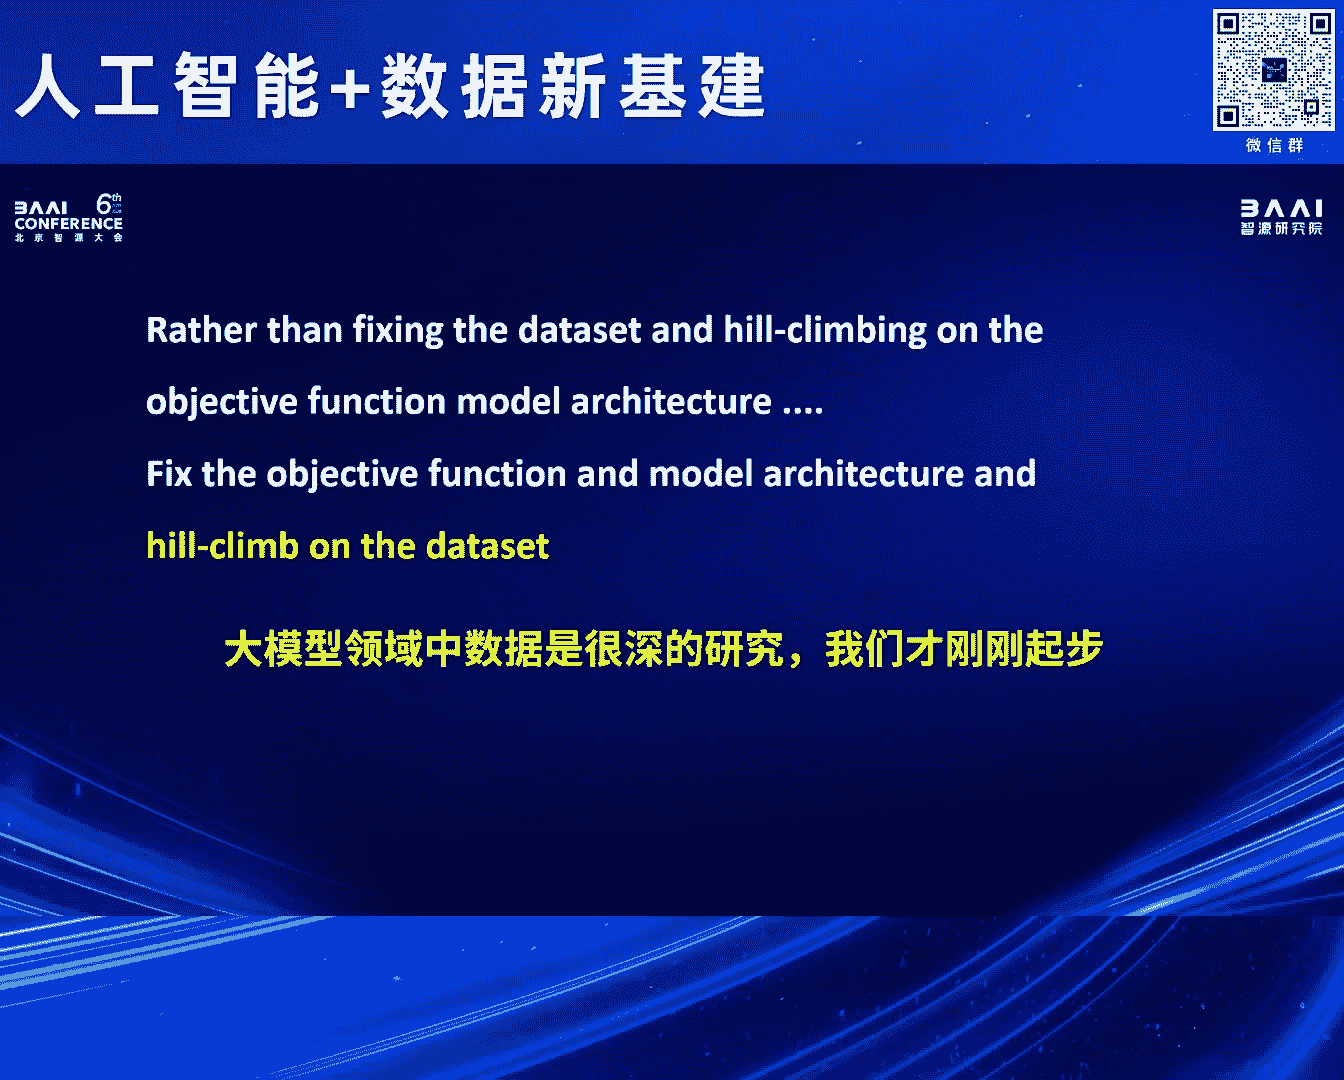 人工智能+数据新基建
微信群
BAAI 6th
CONFERENCE
北京智源大会
BAAI
智源研究院
Rather than fixing the dataset and hill-climbing on the
objective function model architecture ....
Fix the objective function and model architecture and
hill-climb on the dataset
大模型领域中数据是很深的研究，我们才刚刚起步